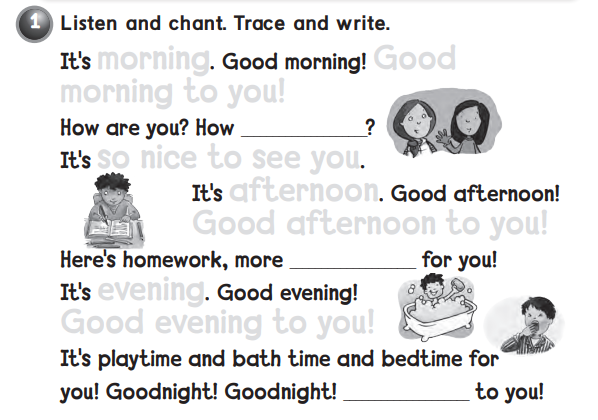 1 Listen and chant. Trace and write.
It's morning. Good morning! Good
morning to you!
How are you? How ____________?
It's so nice to see you.
It's afternoon. Good afternoon!
Good afternoon to you!
Here's homework, more ____________ for you!
It's evening. Good evening!
Good evening to you!
It's playtime and bath time and bedtime for
you! Goodnight! Goodnight! ____________ to you!